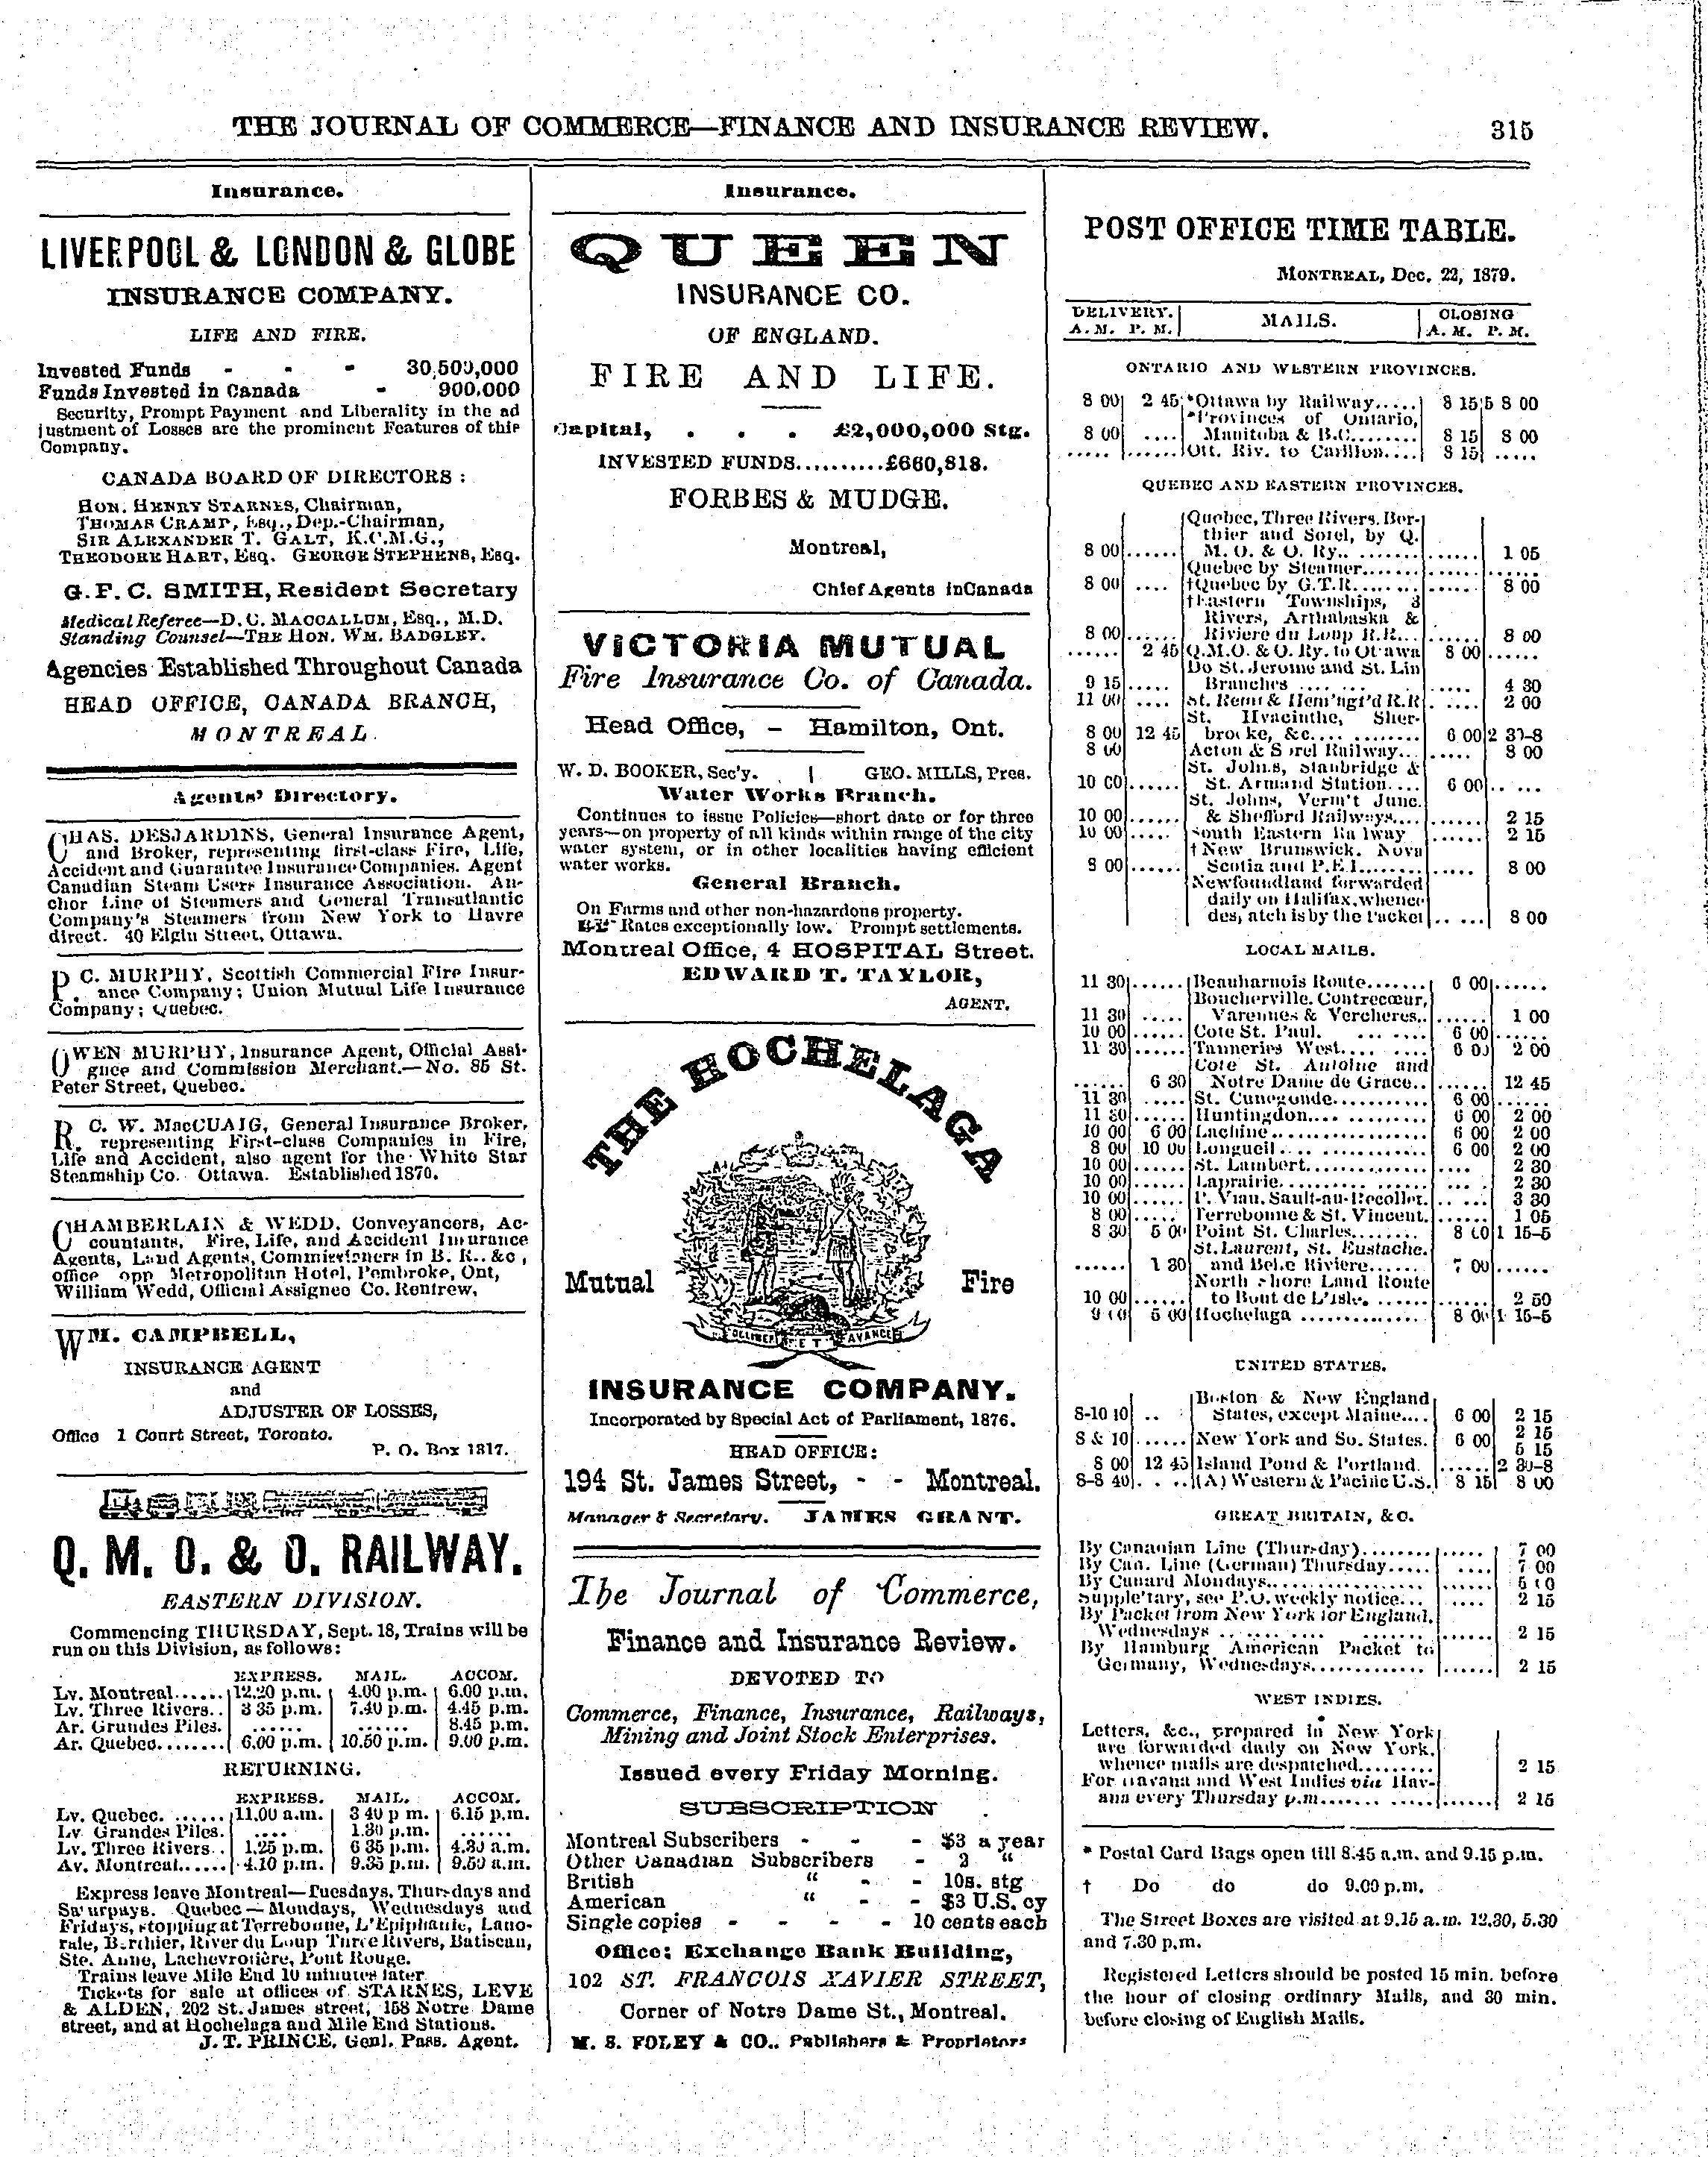 THE JOURNAL OF COMMERCE—FINANCE AND INSURANCE REVIEW. 315
Insurance.
LIVERPOOL & LONDON & GLOBE
INSURANCE COMPANY.
LIFE AND FIRE.
Invested Funds - - - 30,500,000
Funds Invested in Canada - 900,000
Security, Prompt Payment and Liberality in the ad
justment of Losses are the prominent Features of this
Company.
CANADA BOARD OF DIRECTORS :
HON. HENRY STARNES, Chairman,
THOMAS CRAMP, Esq., Dep.-Chairman,
SIR ALEXANDER T. GALT, K.C.M.G.,
THEODORE HART, Esq. GEORGE STEPHENS, Esq.
G. F. C. SMITH, Resident Secretary
Medical Referee—D. C. MACCALLUM, Esq., M.D.
Standing Counsel—THE HON. WM. BADGLEY.
Agencies Established Throughout Canada
HEAD OFFICE, CANADA BRANCH,
MONTREAL.
Agents' Directory.
CHAS. DESJARDINS, General Insurance Agent,
and Broker, representing first-class Fire, Life,
Accident and Guarantee Insurance Companies. Agent
Canadian Steam Users Insurance Association. An-
chor Line of Steamers and General Transatlantic
Company's Steamers from New York to Havre
direct. 40 Elgin Street, Ottawa.
P. C. MURPHY, Scottish Commercial Fire Insur-
ance Company; Union Mutual Life Insurance
Company; Quebec.
OWEN MURPHY, Insurance Agent, Official Assi-
gnee and Commission Merchant.—No. 85 St.
Peter Street, Quebec.
R. C. W. MacCUAIG, General Insurance Broker,
representing First-class Companies in Fire,
Life and Accident, also agent for the White Star
Steamship Co. Ottawa. Established 1870.
CHAMBERLAIN & WEDD, Conveyancers, Ac-
countants, Fire, Life, and Accident Insurance
Agents, Land Agents, Commissioners in B. R.. &c ,
office opp Metropolitan Hotel, Pembroke, Ont,
William Wedd, Official Assignee Co. Renfrew.
WM. CAMPBELL,
INSURANCE AGENT
and
ADJUSTER OF LOSSES,
Office 1 Court Street, Toronto.
P. O. Box 1317.
Q. M. O. & O. RAILWAY.
EASTERN DIVISION.
Commencing THURSDAY, Sept. 18, Trains will be
run on this Division, as follows:
EXPRESS. MAIL. ACCOM.
Lv. Montreal...... 12.20 p.m. 4.00 p.m. 6.00 p.m.
Lv. Three Rivers.. 3 35 p.m. 7.40 p.m. 4.45 p.m.
Ar. Grandes Piles. ...... ...... 8.45 p.m.
Ar. Quebec........ 6.00 p.m. 10.50 p.m. 9.00 p.m.
RETURNING.
EXPRESS. MAIL. ACCOM.
Lv. Quebec. ...... 11.00 a.m. 3 40 p m. 6.15 p.m.
Lv Grandes Piles. .... 1.30 p.m. ......
Lv. Three Rivers . 1.25 p.m. 6 35 p.m. 4.30 a.m.
Av. Montreal...... 4.10 p.m. 9.35 p.m. 9.50 a.m.
Express leave Montreal—Tuesdays, Thursdays and
Saturpays. Quebec — Mondays, Wednesdays and
Fridays, stopping at Terrebonne, L'Epiphanie, Lano-
raie, Berthier, River du Loup Three Rivers, Batiscan,
Ste. Anne, Lachevrotière, Pont Rouge.
Trains leave Mile End 10 minutes later
Tickets for sale at offices of STARNES, LEVE
& ALDEN, 202 St. James street, 158 Notre Dame
street, and at Hochelaga and Mile End Stations.
J. T. PRINCE, Genl. Pass. Agent.
Insurance.
QUEEN
INSURANCE CO.
OF ENGLAND.
FIRE AND LIFE.
Capital, . . . £2,000,000 Stg.
INVESTED FUNDS..........£660,818.
FORBES & MUDGE.
Montreal,
Chief Agents in Canada
VICTORIA MUTUAL
Fire Insurance Co. of Canada.
Head Office, - Hamilton, Ont.
W. D. BOOKER, Sec'y. | GEO. MILLS, Pres.
Water Works Branch.
Continues to issue Policies—short date or for three
years—on property of all kinds within range of the city
water system, or in other localities having efficient
water works.
General Branch.
On Farms and other non-hazardons property.
Rates exceptionally low. Prompt settlements.
Montreal Office, 4 HOSPITAL Street.
EDWARD T. TAYLOR,
AGENT.
THE HOCHELAGA
Mutual Fire
ET AVANCE
INSURANCE COMPANY.
Incorporated by Special Act of Parliament, 1876.
HEAD OFFICE:
194 St. James Street, - - Montreal.
Manager & Secretary. JAMES GRANT.
The Journal of Commerce,
Finance and Insurance Review.
DEVOTED TO
Commerce, Finance, Insurance, Railways,
Mining and Joint Stock Enterprises.
Issued every Friday Morning.
SUBSCRIPTION
Montreal Subscribers - - - $3 a year
Other Canadian Subscribers - 3 "
British " - - 10s. stg
American " - - $3 U.S. cy
Single copies - - - - 10 cents each
Office: Exchange Bank Building,
102 ST. FRANCOIS XAVIER STREET,
Corner of Notre Dame St., Montreal.
M. S. FOLEY & CO.. Publishers & Proprietors
POST OFFICE TIME TABLE.
MONTREAL, Dec. 22, 1879.
DELIVERY. MAILS. CLOSING
A. M. P. M. A. M. P. M.
ONTARIO AND WESTERN PROVINCES.
8 00 2 45 *Ottawa by Railway..... 8 15 5 8 00
*Provinces of Ontario,
8 00 .... Manitoba & B.C........ 8 15 8 00
..... ...... Ott. Riv. to Carillon.... 8 15 .....
QUEBEC AND EASTERN PROVINCES.
Quebec, Three Rivers, Ber-
thier and Sorel, by Q.
8 00 ...... M. O. & O. Ry.. ........ ...... 1 05
Quebec by Steamer....... ...... ......
8 00 .... †Quebec by G.T.R........ ...... 8 00
†Eastern Townships, 3
Rivers, Arthabaska &
8 00 ...... Riviere du Loup R.R... ...... 8 00
...... 2 45 Q.M.O. & O. Ry. to Ottawa 8 00 ......
Do St. Jerome and St. Lin
9 15 ..... Branches .... ..... 4 30
11 00 .... St. Remi & Hem'ngf'd R.R . .... 2 00
St. Hyacinthe, Sher-
8 00 12 45 brooke, &c.... ........ 6 00 2 30-8
8 00 Acton & Sorel Railway... ..... 8 00
St. Johns, Stanbridge &
10 00 ...... St. Armand Station.... 6 00 .. ...
St. Johns, Verm't Junc.
10 00 ...... & Shefford Railways.... ...... 2 15
10 00 ..... South Eastern Railway ...... 2 15
†New Brunswick, Nova
8 00 ...... Scotia and P.E.I........ ..... 8 00
Newfoundland forwarded
daily on Halifax, whence
despatch is by the Packet .. ... 8 00
LOCAL MAILS.
11 30 ...... Beauharnois Route....... 6 00 ......
Boucherville, Contrecœur,
11 30 ..... Varennes & Vercheres.. ...... 1 00
10 00 ...... Cote St. Paul. ... .... 6 00 ......
11 30 ...... Tanneries West.... .... 6 00 2 00
Cote St. Antoine and
...... 6 30 Notre Dame de Grace.. ...... 12 45
11 30 ..... St. Cunegonde........... 6 00 ......
11 30 ...... Huntingdon.... .......... 6 00 2 00
10 00 6 00 Lachine.................. 6 00 2 00
8 00 10 00 Longueil.... ............ 6 00 2 00
10 00 ...... St. Lambert.............. .... 2 30
10 00 ...... Laprairie................ .... 2 30
10 00 ...... P. Viau, Sault-au-Recollet. .. ... 3 30
8 00 ..... Terrebonne & St. Vincent. ...... 1 05
8 30 5 00 Point St. Charles........ 8 00 1 15-5
St. Laurent, St. Eustache.
...... 1 30 and Belle Riviere...... 7 00 ......
North shore Land Route
10 00 ...... to Bout de L'Isle. ...... ...... 2 50
9 00 5 00 Hochelaga .............. 8 00 1 15-5
UNITED STATES.
Boston & New England
8-10 10 .. States, except Maine.... 6 00 2 15
8 & 10 ...... New York and So. States. 6 00 2 15
5 15
8 00 12 45 Island Pond & Portland. ...... 2 30-8
8-8 40 . . .. (A) Western & Pacific U.S. 8 15 8 00
GREAT BRITAIN, &C.
By Cananian Line (Thursday)........ ..... 7 00
By Can. Line (German) Thursday..... .... 7 00
By Cunard Mondays................. ...... 5 00
Supple'tary, see P.O. weekly notice... .... 2 15
By Packet from New York for England,
Wednesdays .. .... .... ...... 2 15
By Hamburg American Packet to
Germany, Wednesdays............. ...... 2 15
WEST INDIES.
Letters, &c., prepared in New York
are forwaided daily on New York,
whence mails are despatched......... 2 15
For Havana and West Indies via Hav-
ana every Thursday p.m........ ........ 2 15
* Postal Card Bags open till 8.45 a.m. and 9.15 p.m.
† Do do do 9.00 p.m.
The Street Boxes are visited at 9.15 a. m. 12.30, 5.30
and 7.30 p.m.
Registered Letters should be posted 15 min. before
the hour of closing ordinary Mails, and 30 min.
before closing of English Mails.